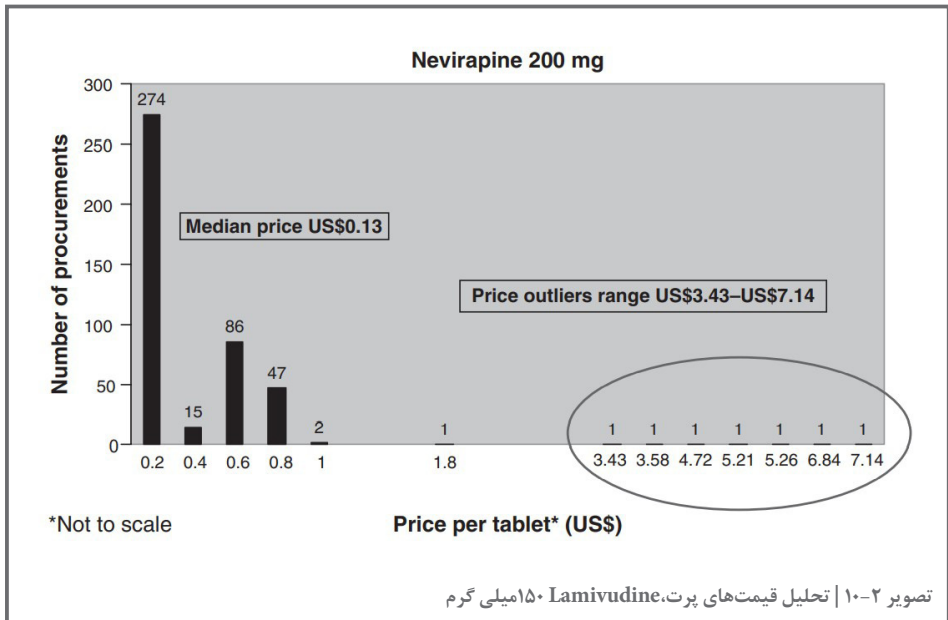 Nevirapine 200 mg
Number of procurements
300
250
200
150
100
50
0
274
15
86
47
2
1
1 1 1 1 1 1 1
Median price US$0.13
Price outliers range US$3.43–US$7.14
0.2 0.4 0.6 0.8 1 1.8 3.43 3.58 4.72 5.21 5.26 6.84 7.14
*Not to scale
Price per tablet* (US$)
تصویر ۲-۱۰ | تحلیل قیمت‌های پرت،Lamivudine ۱۵۰میلی گرم